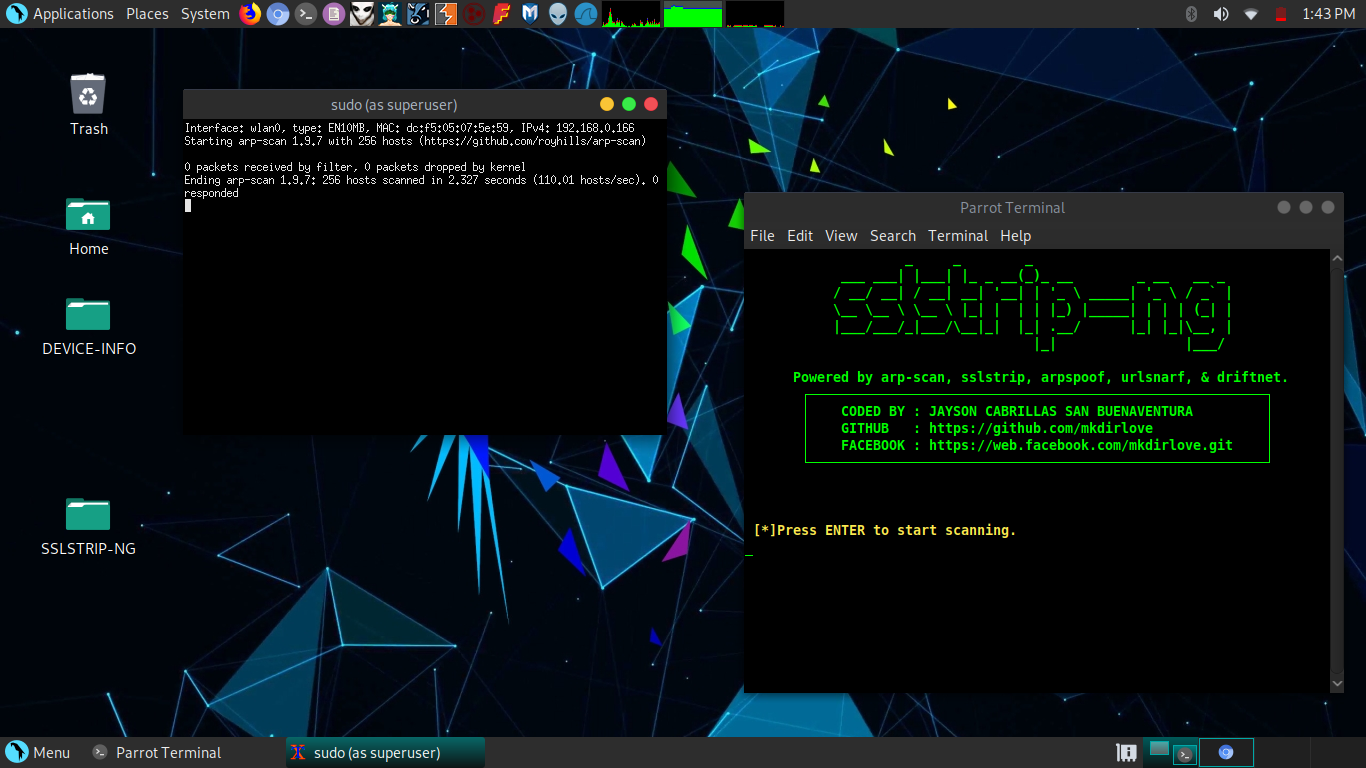 Applications Places System 1:43 PM
Trash
Home
DEVICE-INFO
SSLSTRIP-NG
sudo (as superuser)
Interface: wlan0, type: EN10MB, MAC: dc:f5:05:07:5e:59, IPv4: 192.168.0.166
Starting arp-scan 1.9.7 with 256 hosts (https://github.com/royhills/arp-scan)
0 packets received by filter, 0 packets dropped by kernel
Ending arp-scan 1.9.7: 256 hosts scanned in 2.327 seconds (110.01 hosts/sec). 0
responded
Parrot Terminal
File Edit View Search Terminal Help
sslstrip-ng
Powered by arp-scan, sslstrip, arpspoof, urlsnarf, & driftnet.
CODED BY : JAYSON CABRILLAS SAN BUENAVENTURA
GITHUB : https://github.com/mkdirlove
FACEBOOK : https://web.facebook.com/mkdirlove.git
[*]Press ENTER to start scanning.
Menu Parrot Terminal sudo (as superuser)